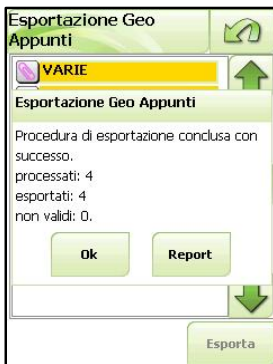 Esportazione Geo
Appunti
VARIE
Esportazione Geo Appunti
Procedura di esportazione conclusa con
successo.
processati: 4
esportati: 4
non validi: 0.
Ok
Report
Esporta